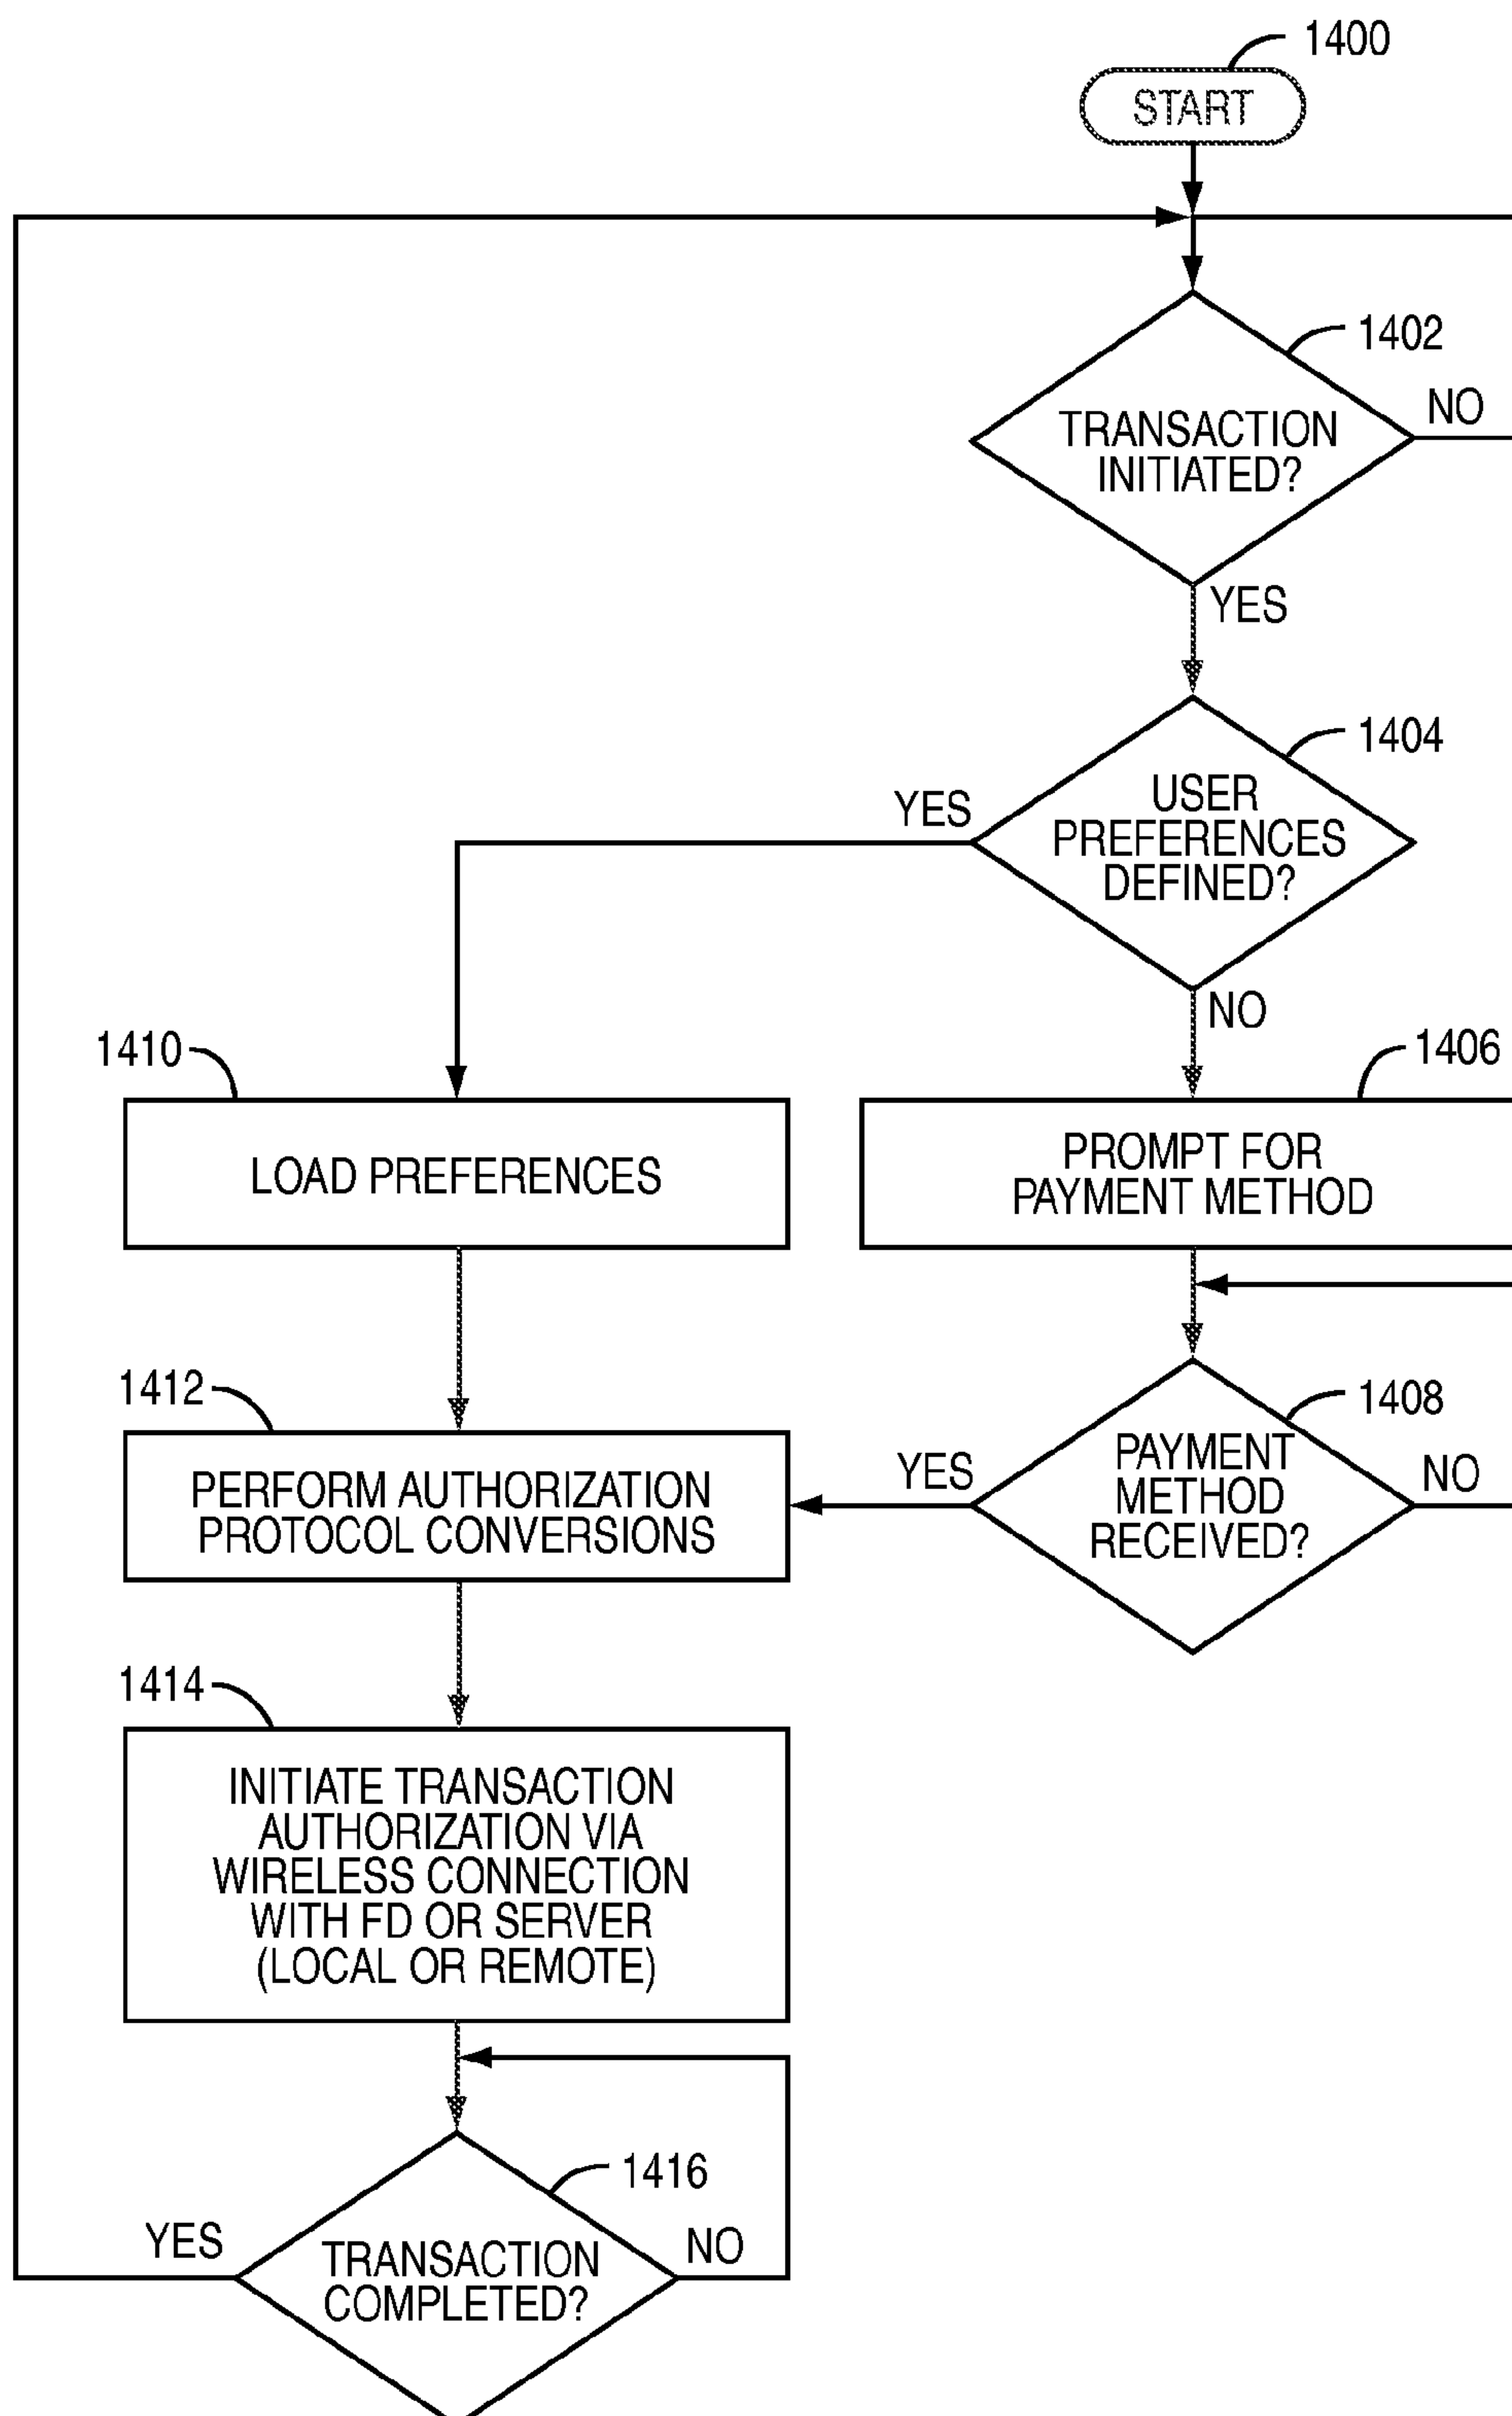 1400
START
1402
TRANSACTION
INITIATED?
NO
YES
1404
USER
PREFERENCES
DEFINED?
YES
NO
1410
LOAD PREFERENCES
1406
PROMPT FOR
PAYMENT METHOD
1412
PERFORM AUTHORIZATION
PROTOCOL CONVERSIONS
YES
1408
PAYMENT
METHOD
RECEIVED?
NO
1414
INITIATE TRANSACTION
AUTHORIZATION VIA
WIRELESS CONNECTION
WITH FD OR SERVER
(LOCAL OR REMOTE)
1416
YES
TRANSACTION
COMPLETED?
NO